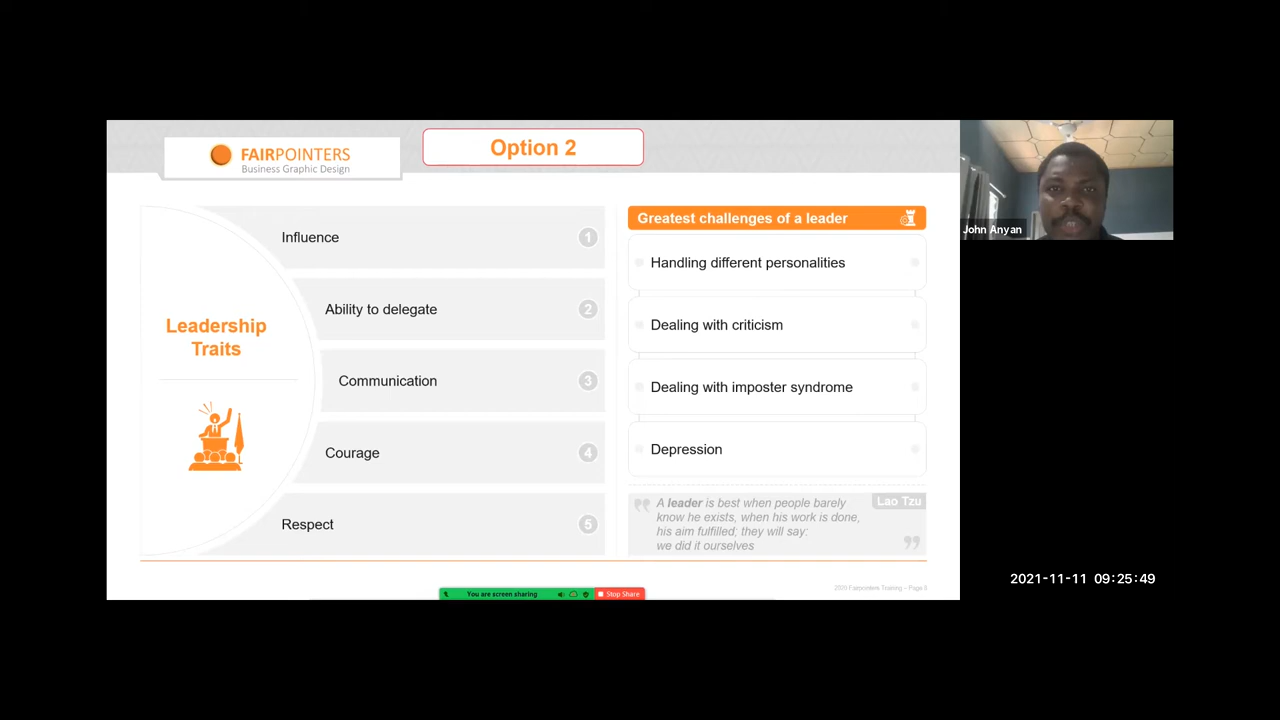 FAIRPOINTERS
Business Graphic Design
Option 2
Leadership
Traits
Influence
1
Ability to delegate
2
Communication
3
Courage
4
Respect
5
Greatest challenges of a leader
Handling different personalities
Dealing with criticism
Dealing with imposter syndrome
Depression
A leader is best when people barely
know he exists, when his work is done,
his aim fulfilled; they will say:
we did it ourselves
Lao Tzu
You are screen sharing
Stop Share
John Anyan
2021-11-11 09:25:49